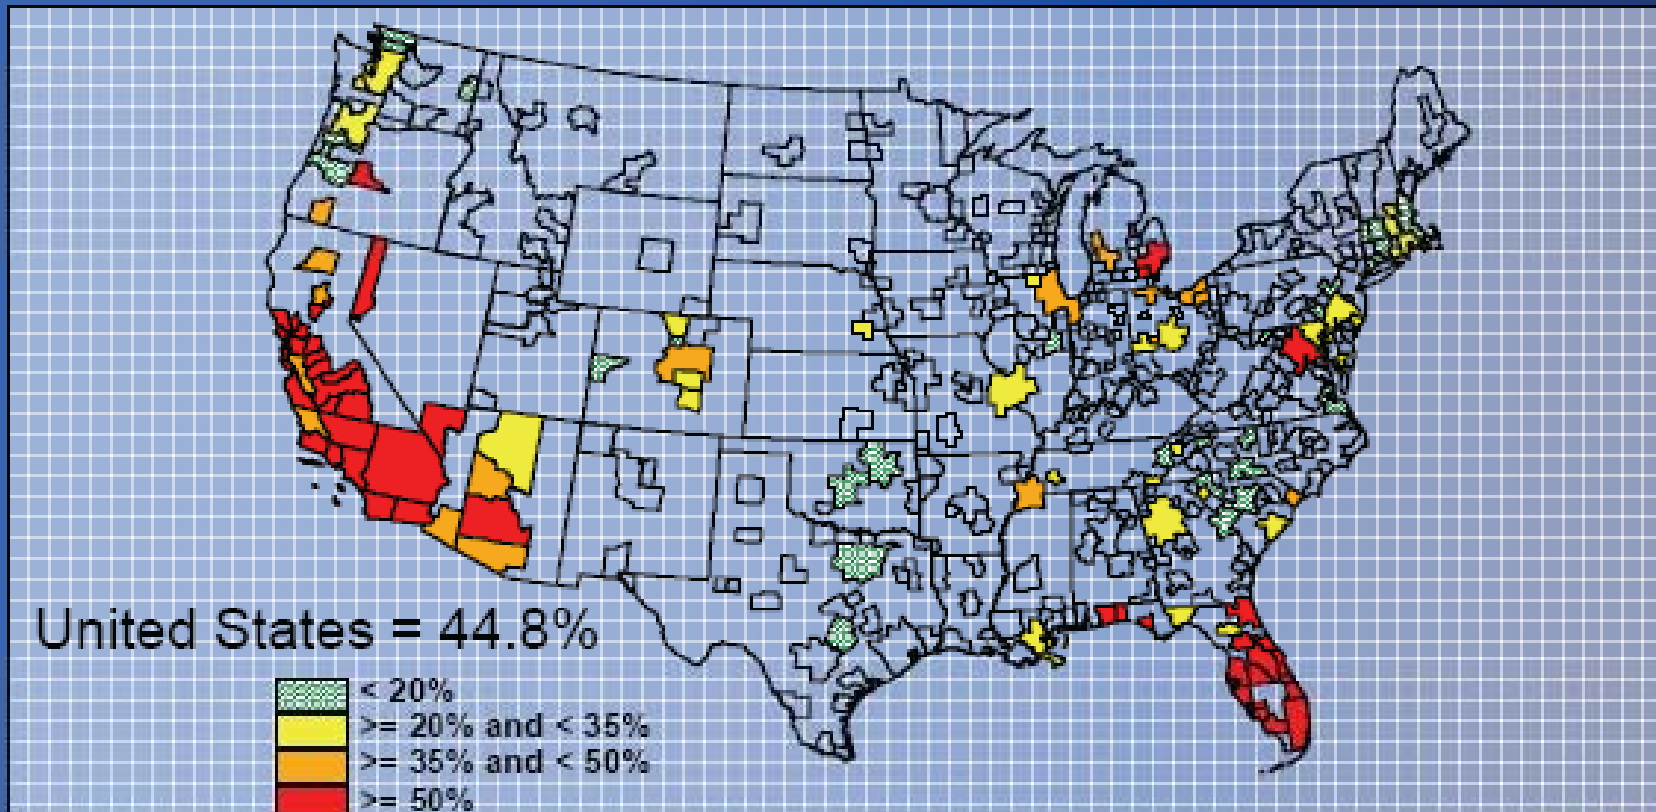 United States = 44.8%
< 20%
>= 20% and < 35%
>= 35% and < 50%
>= 50%